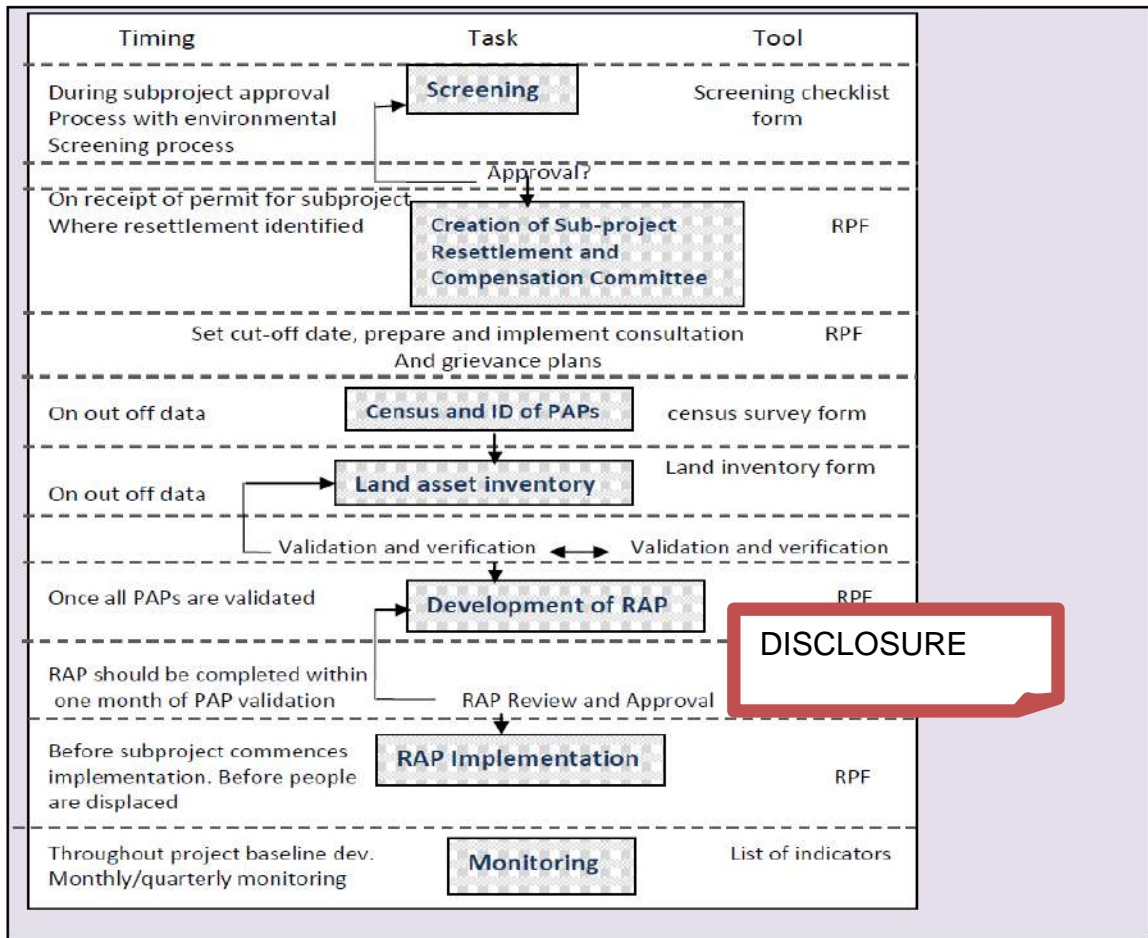 Timing Task Tool
During subproject approval
Process with environmental
Screening process
Screening
Screening checklist
form
Approval?
On receipt of permit for subproject
Where resettlement identified
Creation of Sub-project
Resettlement and
Compensation Committee
RPF
Set cut-off date, prepare and implement consultation
And grievance plans
RPF
On out off data
Census and ID of PAPs
census survey form
On out off data
Land asset inventory
Land inventory form
Validation and verification
Validation and verification
Once all PAPs are validated
Development of RAP
RPF
DISCLOSURE
RAP should be completed within
one month of PAP validation
RAP Review and Approval
Before subproject commences
implementation. Before people
are displaced
RAP Implementation
RPF
Throughout project baseline dev.
Monthly/quarterly monitoring
Monitoring
List of indicators